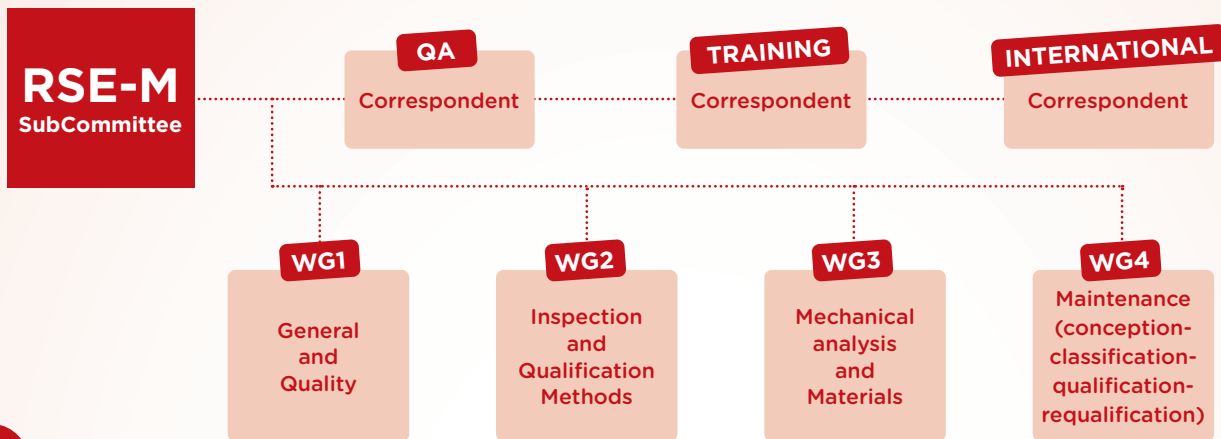 RSE-M
SubCommittee
QA
Correspondent
TRAINING
Correspondent
INTERNATIONAL
Correspondent
WG1
General
and
Quality
WG2
Inspection
and
Qualification
Methods
WG3
Mechanical
analysis
and
Materials
WG4
Maintenance
(conception-
classification-
qualification-
requalification)